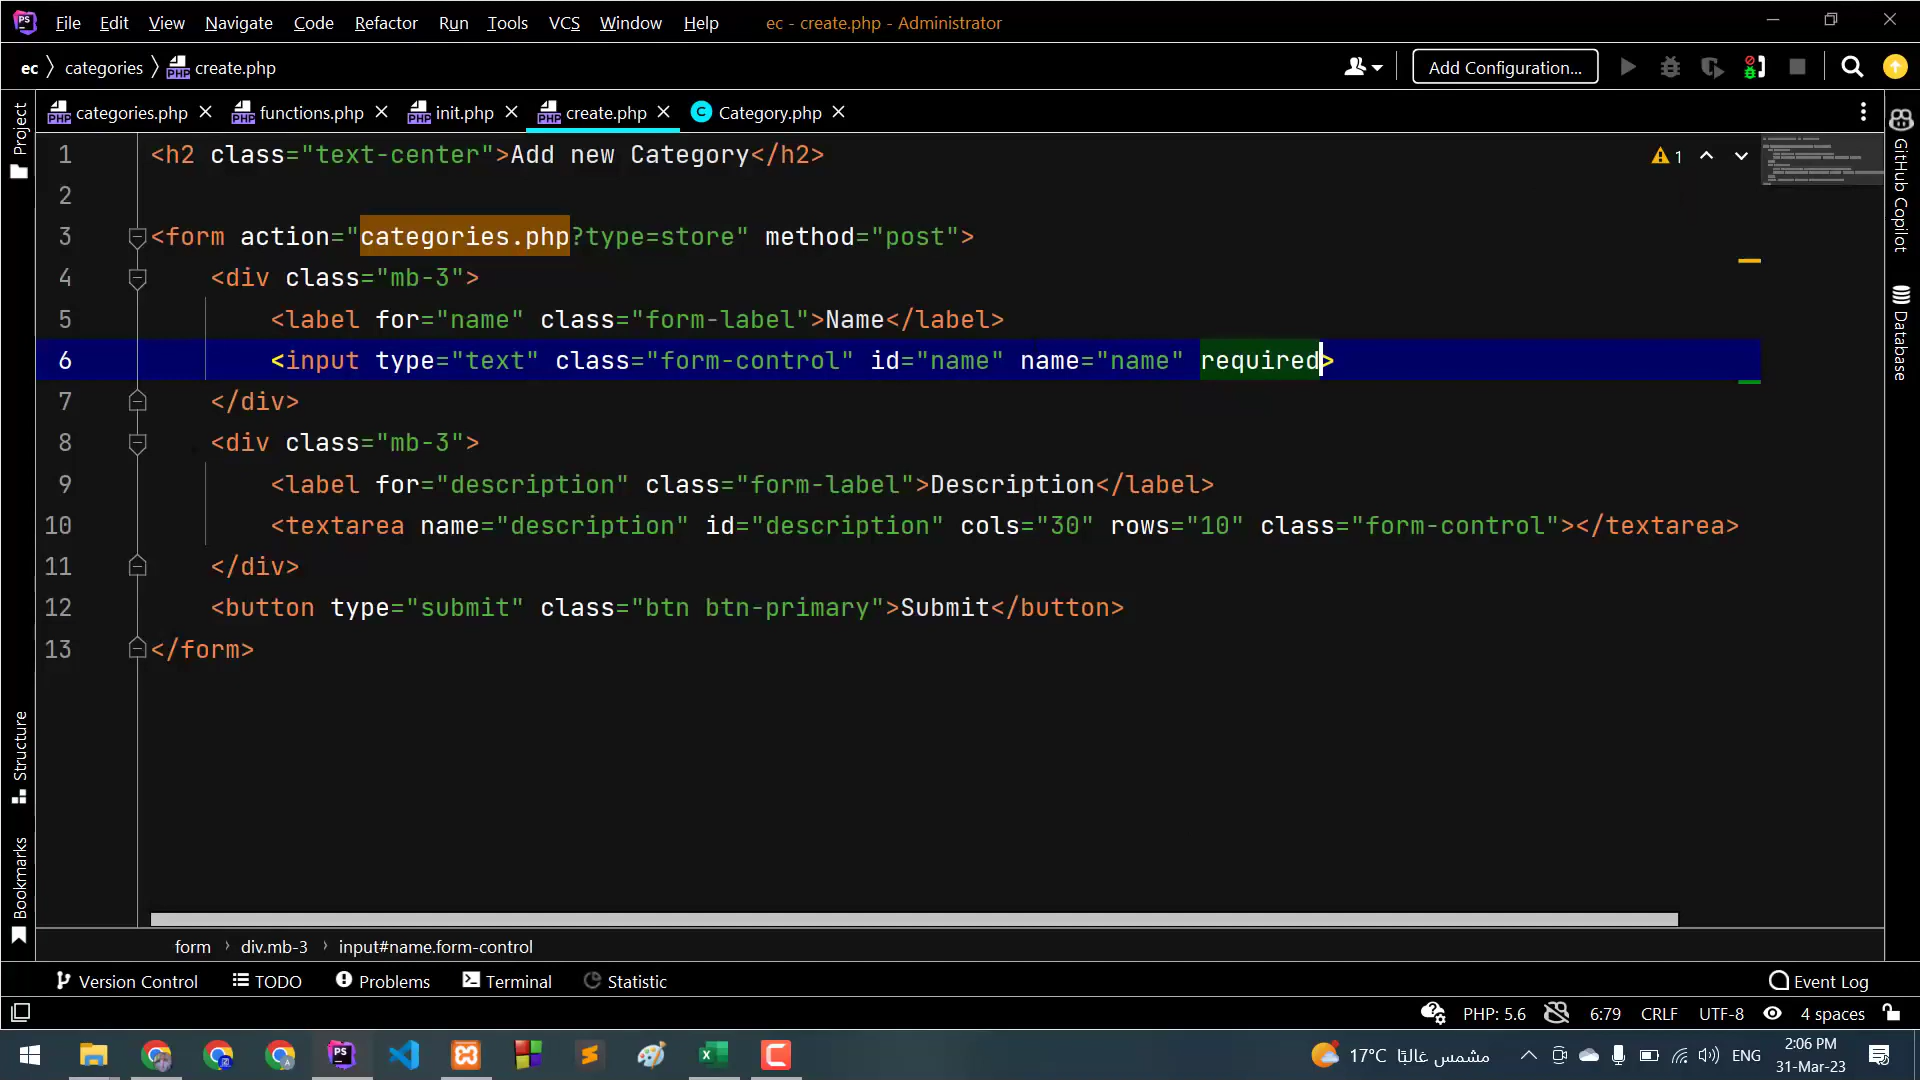 File Edit View Navigate Code Refactor Run Tools VCS Window Help ec - create.php - Administrator
ec categories create.php Add Configuration...
categories.php functions.php init.php create.php Category.php
1 <h2 class="text-center">Add new Category</h2>
2
3 <form action="categories.php?type=store" method="post">
4 <div class="mb-3">
5 <label for="name" class="form-label">Name</label>
6 <input type="text" class="form-control" id="name" name="name" required>
7 </div>
8 <div class="mb-3">
9 <label for="description" class="form-label">Description</label>
10 <textarea name="description" id="description" cols="30" rows="10" class="form-control"></textarea>
11 </div>
12 <button type="submit" class="btn btn-primary">Submit</button>
13 </form>
1
Project
Structure
Bookmarks
GitHub Copilot
Database
form div.mb-3 input#name.form-control
Version Control TODO Problems Terminal Statistic Event Log
PHP: 5.6 6:79 CRLF UTF-8 4 spaces
17°C مشمس غالبًا ENG 2:06 PM
31-Mar-23